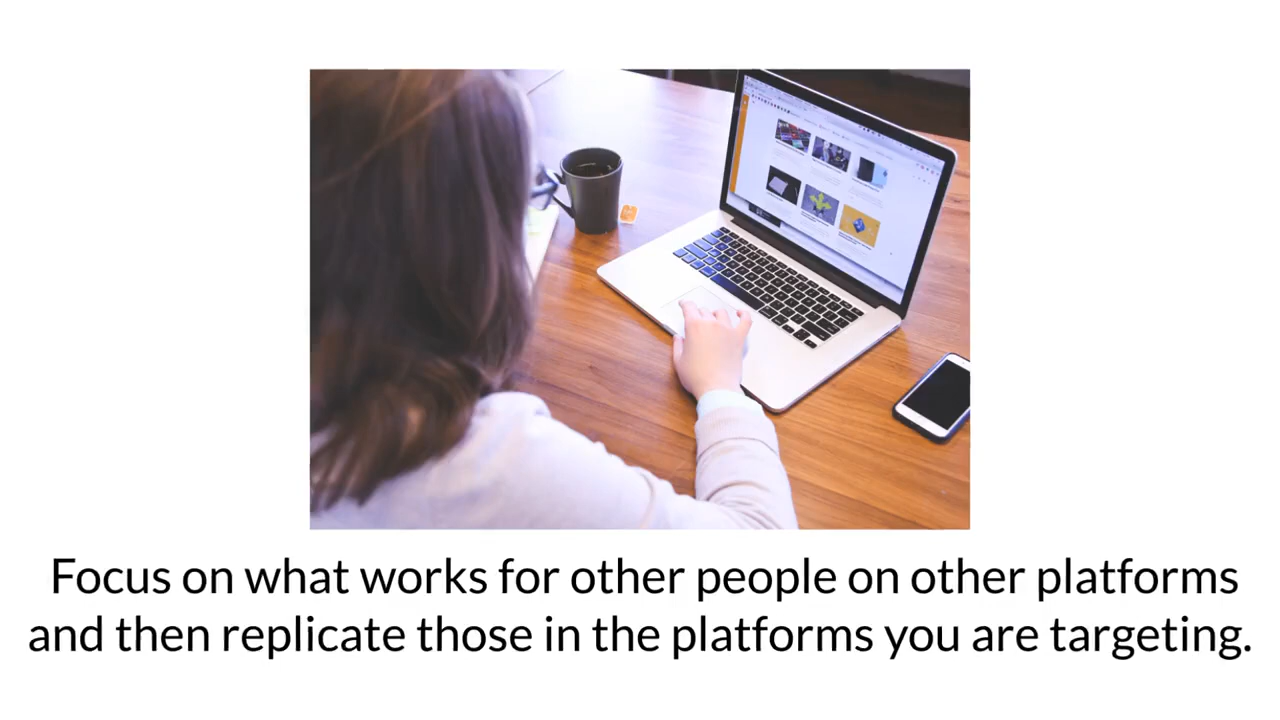 Focus on what works for other people on other platforms
and then replicate those in the platforms you are targeting.